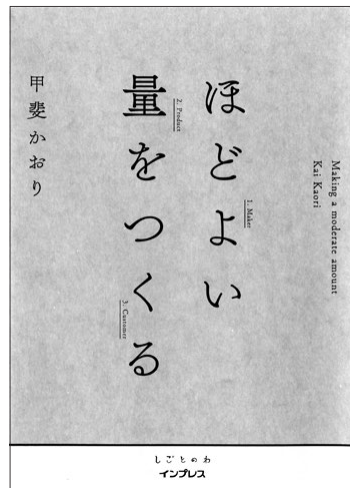 Making a moderate amount
Kai Kaori
ほどよい
1. Maker
量をつくる
2. Product
3. Customer
甲斐かおり
しごとのわ
インプレス